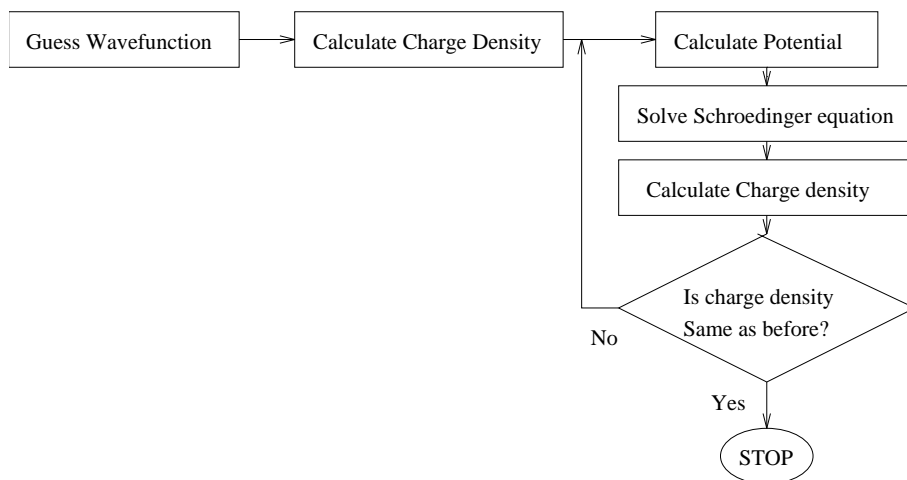 Guess Wavefunction
Calculate Charge Density
Calculate Potential
Solve Schroedinger equation
Calculate Charge density
Is charge density
Same as before?
No
Yes
STOP